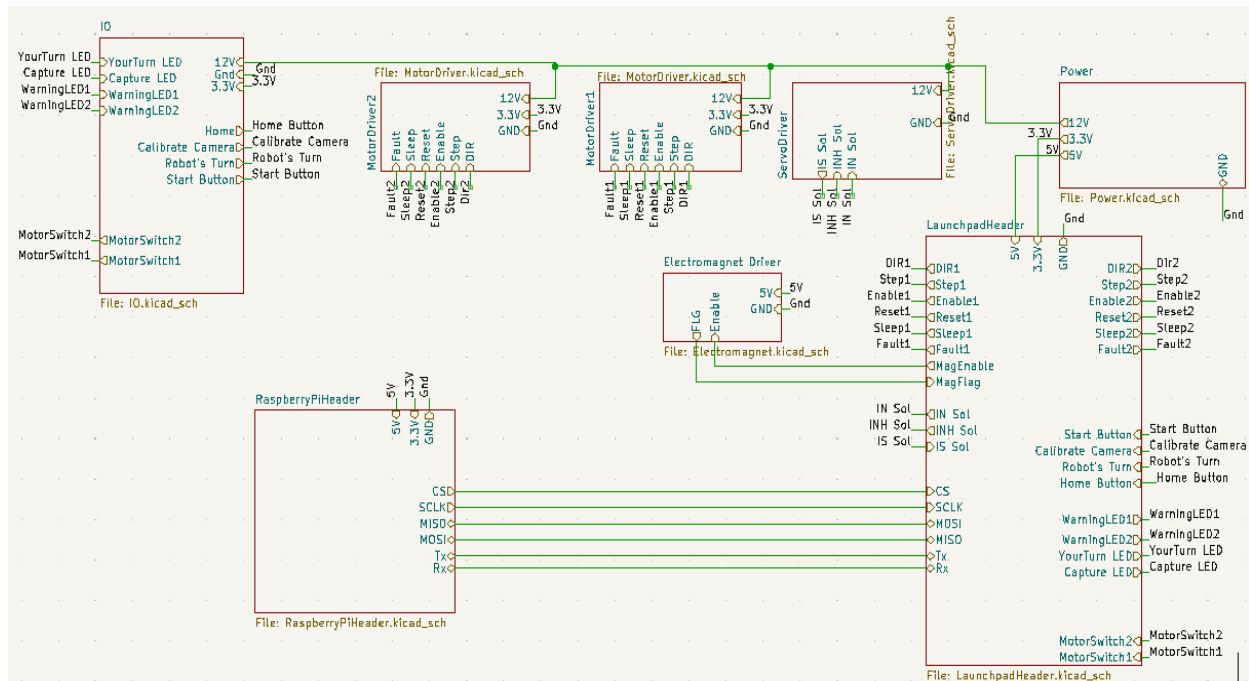 IO
YourTurn LED
Capture LED
WarningLED1
WarningLED2
YourTurn LED
Capture LED
WarningLED1
WarningLED2
12V
Gnd
3.3V
Gnd
3.3V
Home
Calibrate Camera
Robot's Turn
Start Button
Home Button
Calibrate Camera
Robot's Turn
Start Button
MotorSwitch2
MotorSwitch1
MotorSwitch2
MotorSwitch1
File: IO.kicad_sch
File: MotorDriver.kicad_sch
MotorDriver2
12V
3.3V
GND
3.3V
Gnd
Fault
Sleep
Reset
Enable
Step
DIR
Fault2
Sleep2
Reset2
Enable2
Step2
Dir2
File: MotorDriver.kicad_sch
MotorDriver1
12V
3.3V
GND
3.3V
Gnd
Fault
Sleep
Reset
Enable
Step
DIR
Fault1
Sleep1
Reset1
Enable1
Step1
DIR1
ServoDriver
File: ServoDriver.kicad_sch
12V
GND
Gnd
IS Sol
INH Sol
IN Sol
IS Sol
INH Sol
IN Sol
Power
12V
3.3V
5V
3.3V
5V
GND
Gnd
File: Power.kicad_sch
Electromagnet Driver
5V
GND
5V
Gnd
FLG
Enable
File: Electromagnet.kicad_sch
LaunchpadHeader
5V
3.3V
GND
Gnd
DIR1
Step1
Enable1
Reset1
Sleep1
Fault1
DIR1
Step1
Enable1
Reset1
Sleep1
Fault1
MagEnable
MagFlag
IN Sol
INH Sol
IS Sol
IN Sol
INH Sol
IS Sol
CS
SCLK
MOSI
MISO
Tx
Rx
DIR2
Step2
Enable2
Reset2
Sleep2
Fault2
Dir2
Step2
Enable2
Reset2
Sleep2
Fault2
Start Button
Calibrate Camera
Robot's Turn
Home Button
Start Button
Calibrate Camera
Robot's Turn
Home Button
WarningLED1
WarningLED2
YourTurn LED
Capture LED
WarningLED1
WarningLED2
YourTurn LED
Capture LED
MotorSwitch2
MotorSwitch1
MotorSwitch2
MotorSwitch1
File: LaunchpadHeader.kicad_sch
RaspberryPiHeader
5V
3.3V
Gnd
5V
3.3V
GND
CS
SCLK
MISO
MOSI
Tx
Rx
File: RaspberryPiHeader.kicad_sch